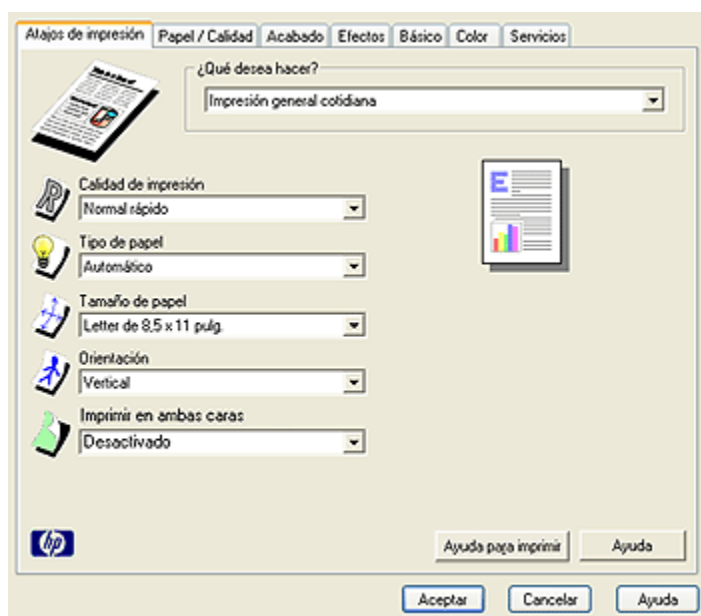 Atajos de impresión Papel / Calidad Acabado Efectos Básico Color Servicios
¿Qué desea hacer?
Impresión general cotidiana
Calidad de impresión
Normal rápido
Tipo de papel
Automático
Tamaño de papel
Letter de 8,5 x 11 pulg.
Orientación
Vertical
Imprimir en ambas caras
Desactivado
hp
Ayuda para imprimir Ayuda
Aceptar Cancelar Ayuda